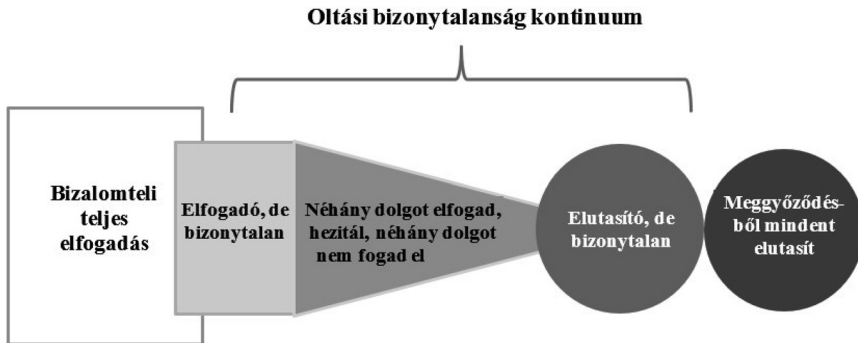 Oltási bizonytalanság kontinuum
Bizalomteli
teljes
elfogadás
Elfogadó, de
bizonytalan
Néhány dolgot elfogad,
hezitál, néhány dolgot
nem fogad el
Elutasító, de
bizonytalan
Meggyőződés-
ből mindent
elutasít